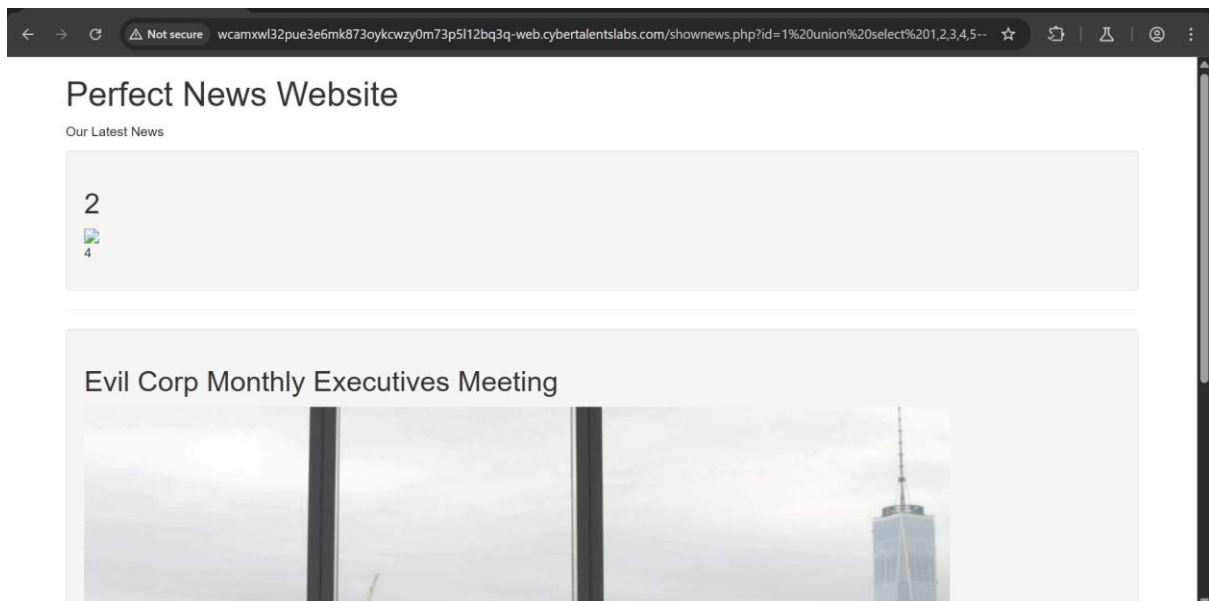 Not secure wcamxwl32pue3e6mk873oykcwzy0m73p5l12bq3q-web.cybertalentslabs.com/shownews.php?id=1%20union%20select%201,2,3,4,5--
Perfect News Website
Our Latest News
2
4
Evil Corp Monthly Executives Meeting